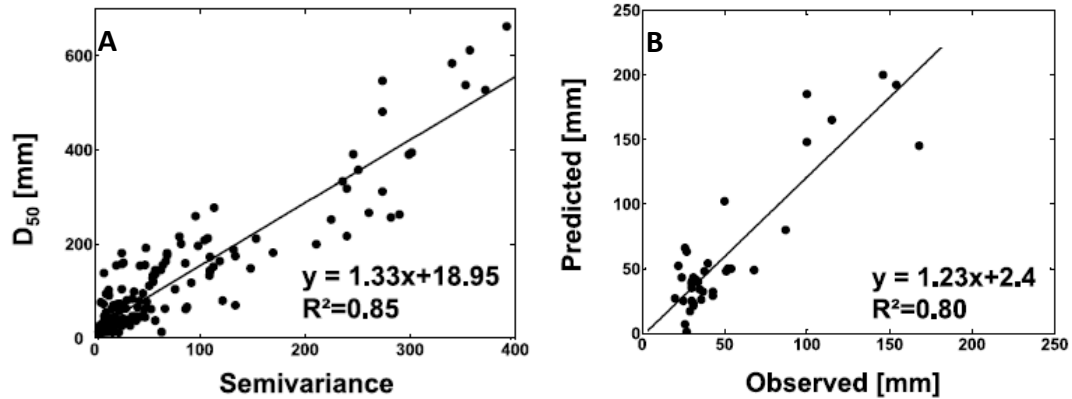 A
600
400
200
0
0 100 200 300 400
D₅₀ [mm]
Semivariance
y = 1.33x+18.95
R²=0.85
B
250
200
150
100
50
0
0 50 100 150 200 250
Predicted [mm]
Observed [mm]
y = 1.23x+2.4
R²=0.80